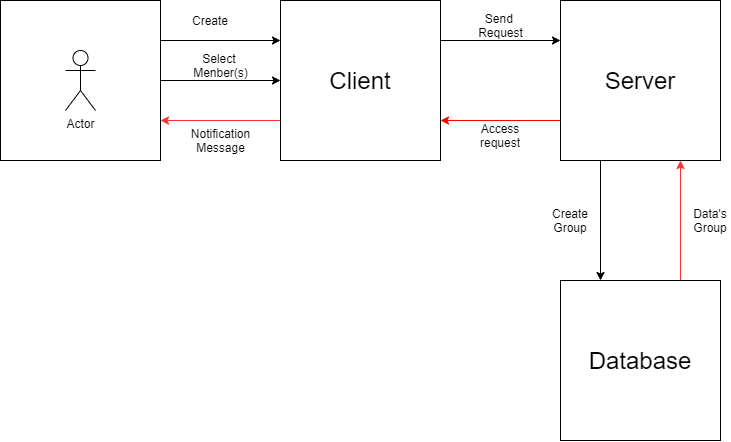 Create
Send
Request
Select
Menber(s)
Client
Server
Actor
Notification
Message
Access
request
Create
Group
Data's
Group
Database